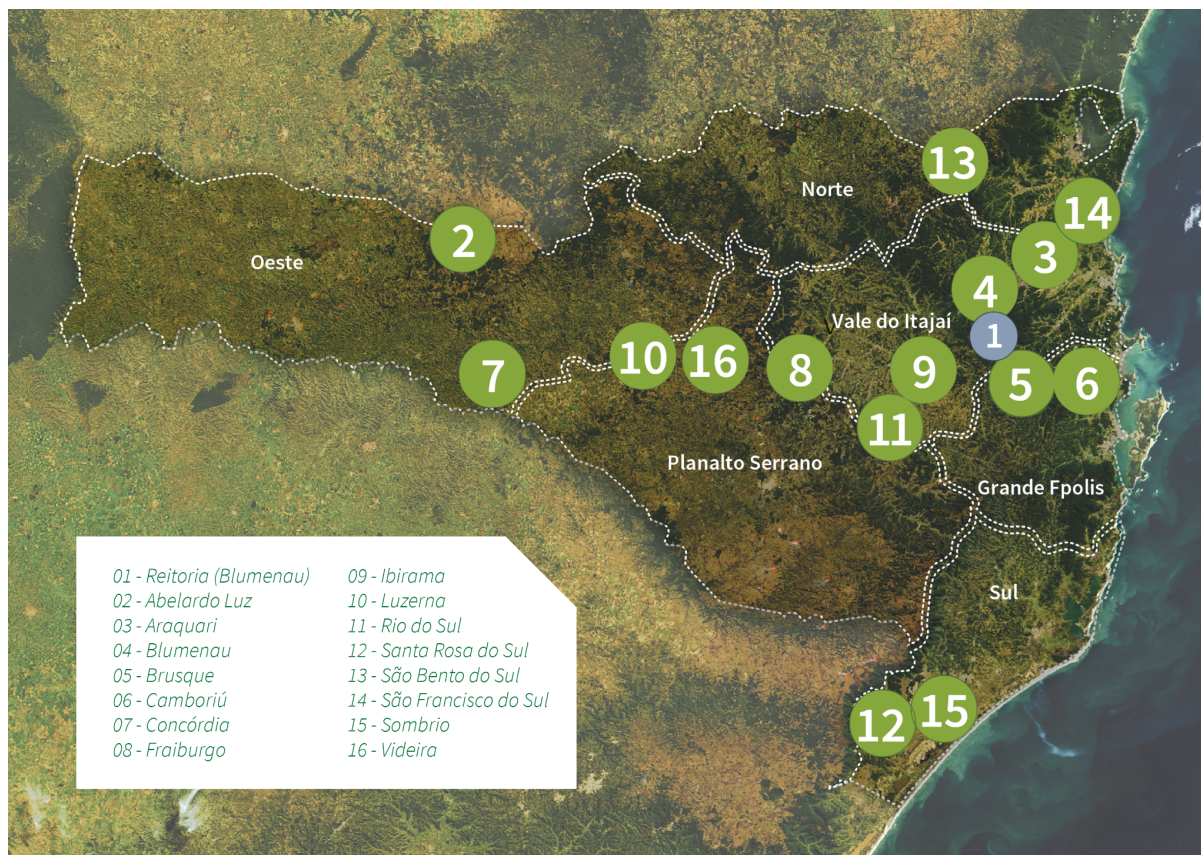 13
Norte
14
2
Oeste
3
4
Vale do Itajaí
1
10
16
8
9
7
5
6
11
Planalto Serrano
Grande Fpolis
Sul
01 - Reitoria (Blumenau)
02 - Abelardo Luz
03 - Araquari
04 - Blumenau
05 - Brusque
06 - Camboriú
07 - Concórdia
08 - Fraiburgo
09 - Ibirama
10 - Luzerna
11 - Rio do Sul
12 - Santa Rosa do Sul
13 - São Bento do Sul
14 - São Francisco do Sul
15 - Sombrio
16 - Videira
12
15